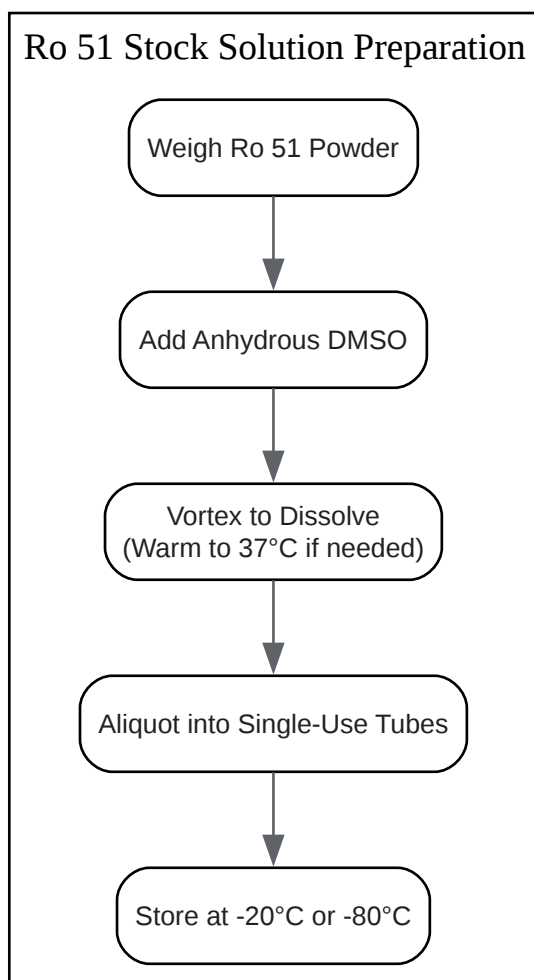 Ro 51 Stock Solution Preparation
Weigh Ro 51 Powder
Add Anhydrous DMSO
Vortex to Dissolve
(Warm to 37°C if needed)
Aliquot into Single-Use Tubes
Store at -20°C or -80°C